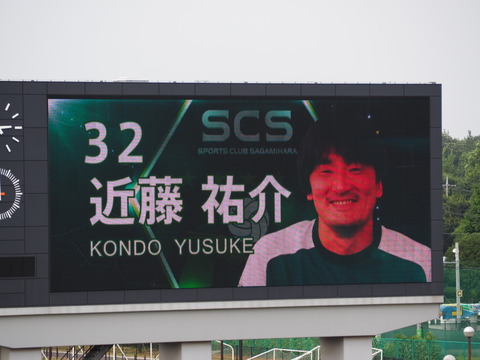 SCS
SPORTS CLUB SAGAMIHARA
32
近藤 祐介
KONDO YUSUKE